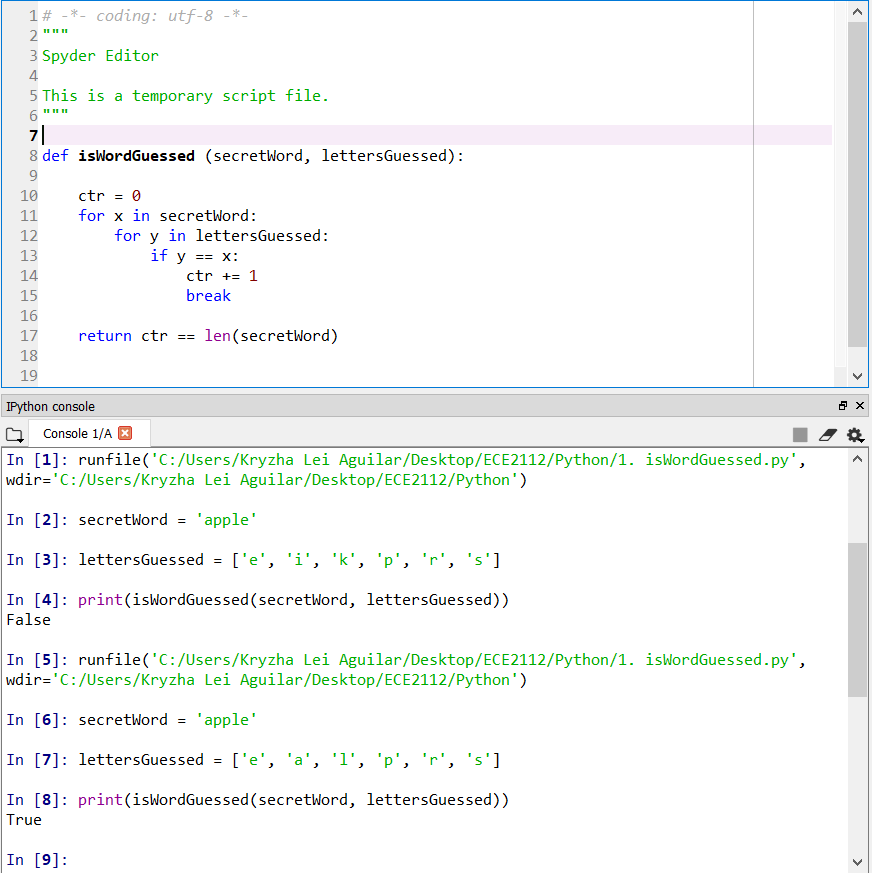 1 # -*- coding: utf-8 -*-
2 """
3 Spyder Editor
4
5 This is a temporary script file.
6 """
7
8 def isWordGuessed (secretWord, lettersGuessed):
9
10     ctr = 0
11     for x in secretWord:
12         for y in lettersGuessed:
13             if y == x:
14                 ctr += 1
15                 break
16
17     return ctr == len(secretWord)
18
19
IPython console
Console 1/A
In [1]: runfile('C:/Users/Kryzha Lei Aguilar/Desktop/ECE2112/Python/1. isWordGuessed.py',
wdir='C:/Users/Kryzha Lei Aguilar/Desktop/ECE2112/Python')
In [2]: secretWord = 'apple'
In [3]: lettersGuessed = ['e', 'i', 'k', 'p', 'r', 's']
In [4]: print(isWordGuessed(secretWord, lettersGuessed))
False
In [5]: runfile('C:/Users/Kryzha Lei Aguilar/Desktop/ECE2112/Python/1. isWordGuessed.py',
wdir='C:/Users/Kryzha Lei Aguilar/Desktop/ECE2112/Python')
In [6]: secretWord = 'apple'
In [7]: lettersGuessed = ['e', 'a', 'l', 'p', 'r', 's']
In [8]: print(isWordGuessed(secretWord, lettersGuessed))
True
In [9]: